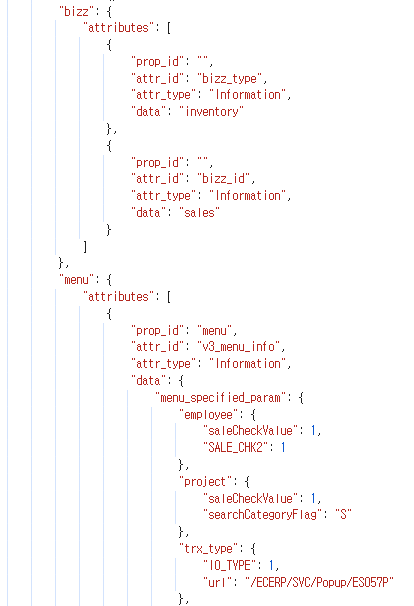 "bizz": {
"attributes": [
{
"prop_id": "",
"attr_id": "bizz_type",
"attr_type": "Information",
"data": "inventory"
},
{
"prop_id": "",
"attr_id": "bizz_id",
"attr_type": "Information",
"data": "sales"
}
]
},
"menu": {
"attributes": [
{
"prop_id": "menu",
"attr_id": "v3_menu_info",
"attr_type": "Information",
"data": {
"menu_specified_param": {
"employee": {
"saleCheckValue": 1,
"SALE_CHK2": 1
},
"project": {
"saleCheckValue": 1,
"searchCategoryFlag": "S"
},
"trx_type": {
"IO_TYPE": 1,
"url": "/ECERP/SVC/Popup/ES057P"
},